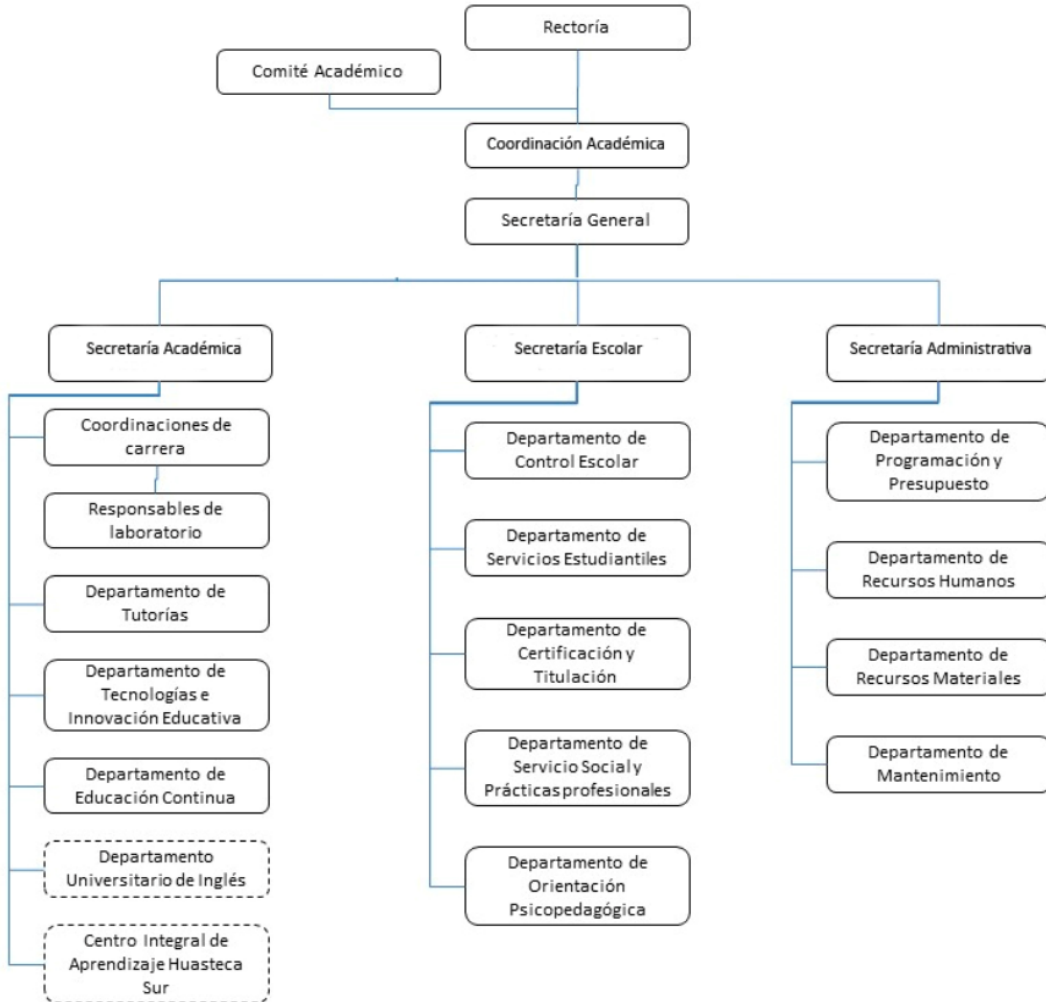 Rectoría
Comité Académico
Coordinación Académica
Secretaría General
Secretaría Académica
Coordinaciones de
carrera
Responsables de
laboratorio
Departamento de
Tutorías
Departamento de
Tecnologías e
Innovación Educativa
Departamento de
Educación Continua
Departamento
Universitario de Inglés
Centro Integral de
Aprendizaje Huasteca
Sur
Secretaría Escolar
Departamento de
Control Escolar
Departamento de
Servicios Estudiantiles
Departamento de
Certificación y
Titulación
Departamento de
Servicio Social y
Prácticas profesionales
Departamento de
Orientación
Psicopedagógica
Secretaría Administrativa
Departamento de
Programación y
Presupuesto
Departamento de
Recursos Humanos
Departamento de
Recursos Materiales
Departamento de
Mantenimiento